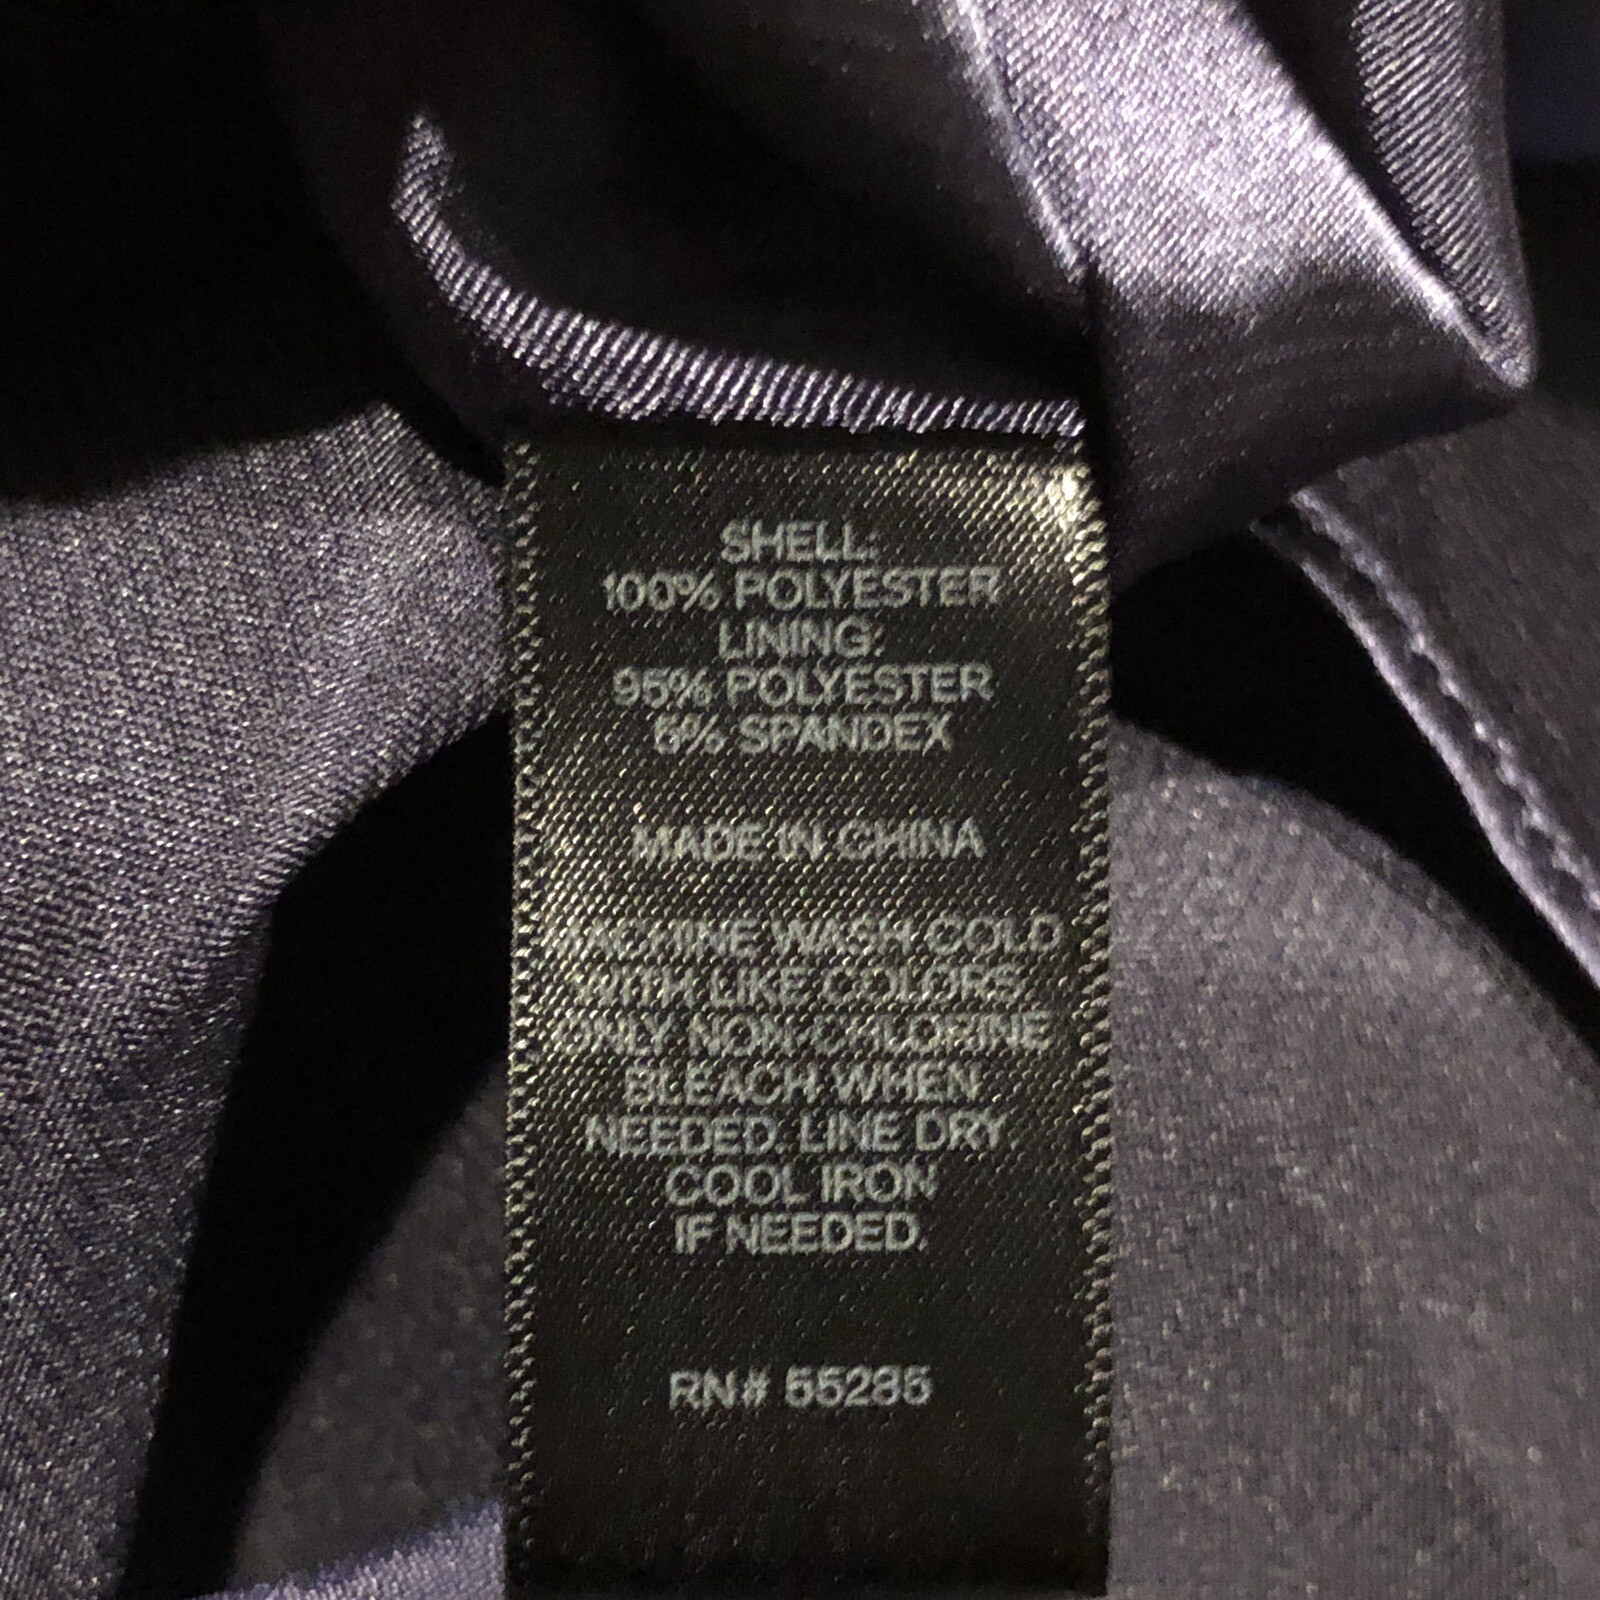 SHELL:
100% POLYESTER
LINING:
95% POLYESTER
5% SPANDEX
MADE IN CHINA
MACHINE WASH COLD
WITH LIKE COLORS.
ONLY NON-CHLORINE
BLEACH WHEN
NEEDED. LINE DRY.
COOL IRON
IF NEEDED.
RN# 55285